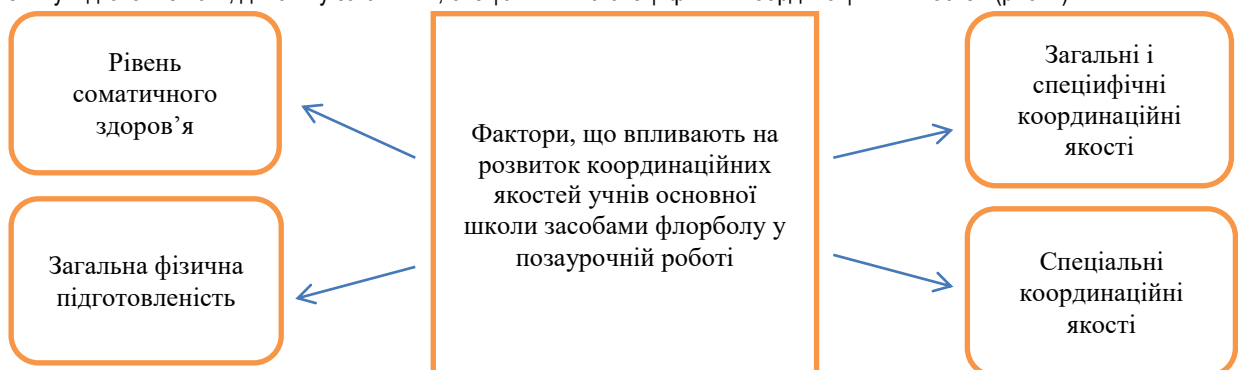 Рівень
соматичного
здоров’я
Загальна фізична
підготовленість
Фактори, що впливають на
розвиток координаційних
якостей учнів основної
школи засобами флорболу у
позаурочній роботі
Загальні і
спеціифічні
координаційні
якості
Спеціальні
координаційні
якості